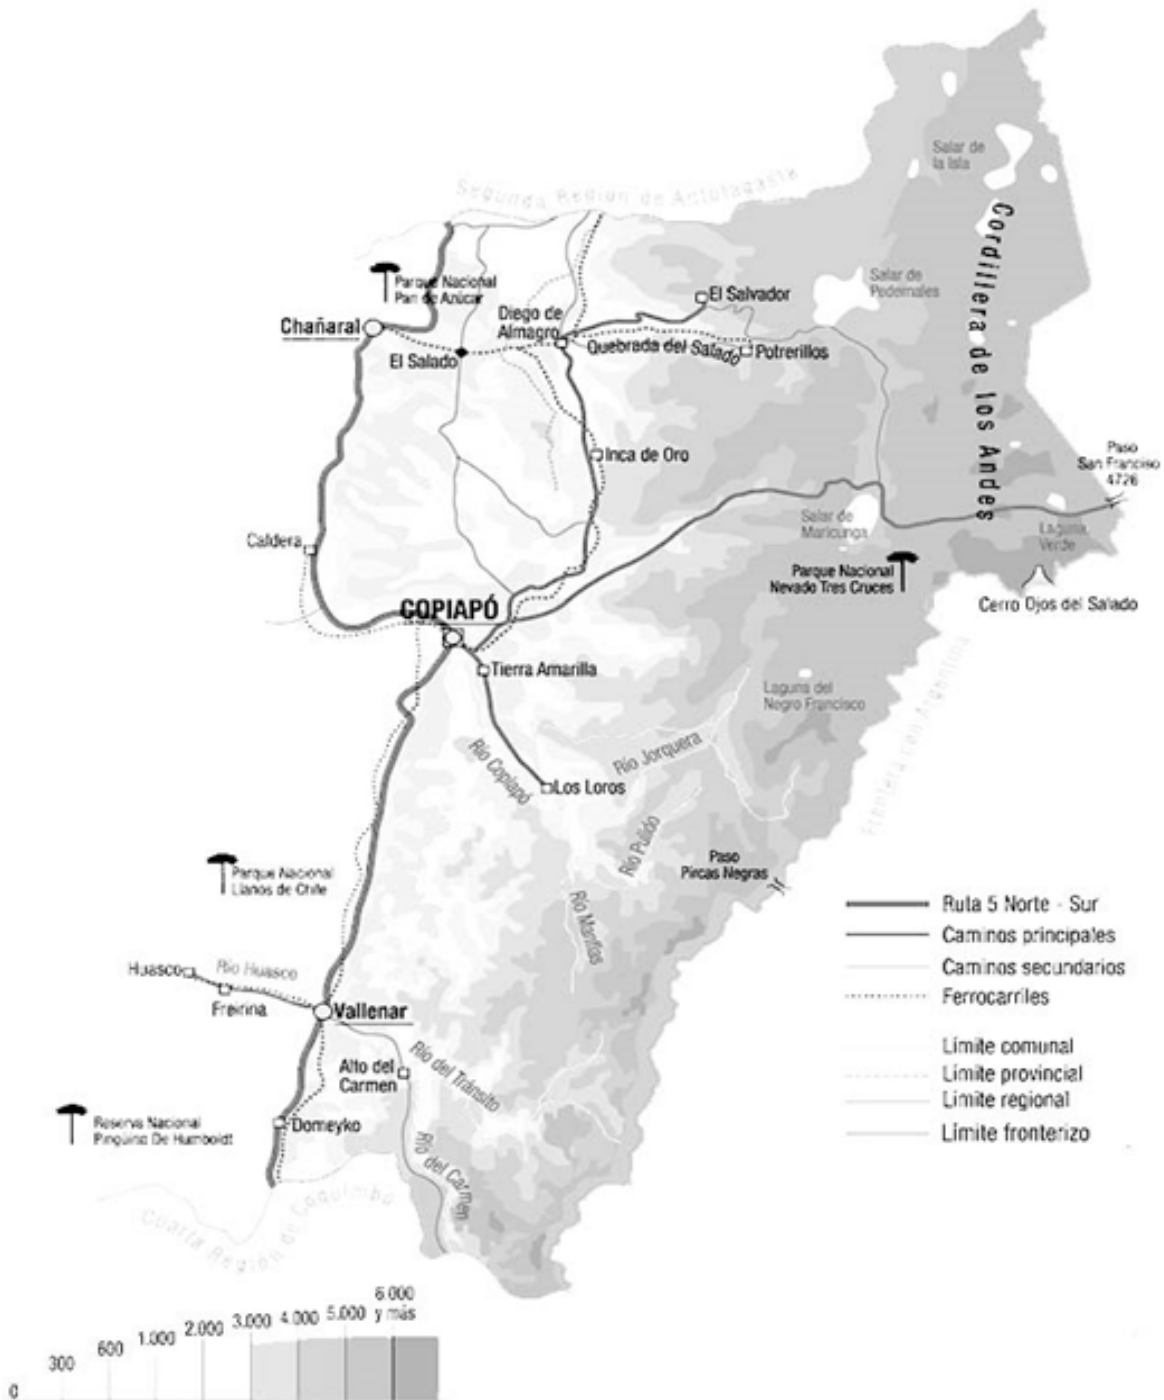 Segunda Región de Actofagasta
Salar de
la Isla
Cordillera de los Andes
Parque Nacional
Pan de Azúcar
Salar de
Pedernales
El Salvador
Chañaral
Diego de
Almagro
El Salado
Quebrada del Salado
Potrerillos
Inca de Oro
Paso
San Franciso
4726
Caldera
Salar de
Maricunga
Laguna
Verde
Parque Nacional
Nevado Tres Cruces
COPIAPÓ
Cerro Ojos del Salado
Tierra Amarilla
Laguna del
Negro Francisco
Frontera con Argentina
Río Jorquera
Río Copiapó
Los Loros
Río Pulido
Paso
Pircas Negras
Parque Nacional
Llanos de Chile
Río Manflas
Huasco
Río Huasco
Freirina
Vallenar
Alto del
Carmen
Río del Tránsito
Reserva Nacional
Pingüino De Humboldt
Domeyko
Río del Carmen
Cuarta Región de Coquimbo
Ruta 5 Norte - Sur
Caminos principales
Caminos secundarios
Ferrocarriles
Límite comunal
Límite provincial
Límite regional
Límite fronterizo
0
300
600
1.000
2.000
3.000
4.000
5.000
6.000
y más